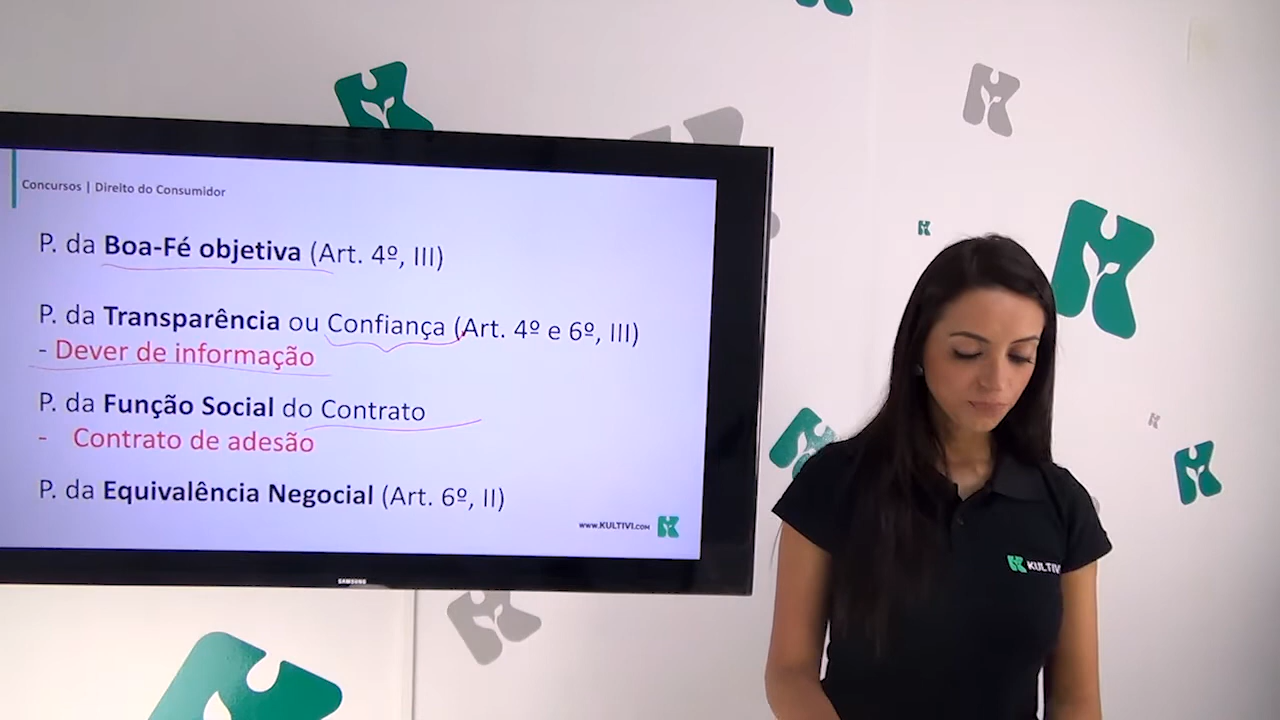 Concursos | Direito do Consumidor
P. da Boa-Fé objetiva (Art. 4º, III)
P. da Transparência ou Confiança (Art. 4º e 6º, III)
- Dever de informação
P. da Função Social do Contrato
- Contrato de adesão
P. da Equivalência Negocial (Art. 6º, II)
www.KULTIVI.COM
SAMSUNG
KULTIVI